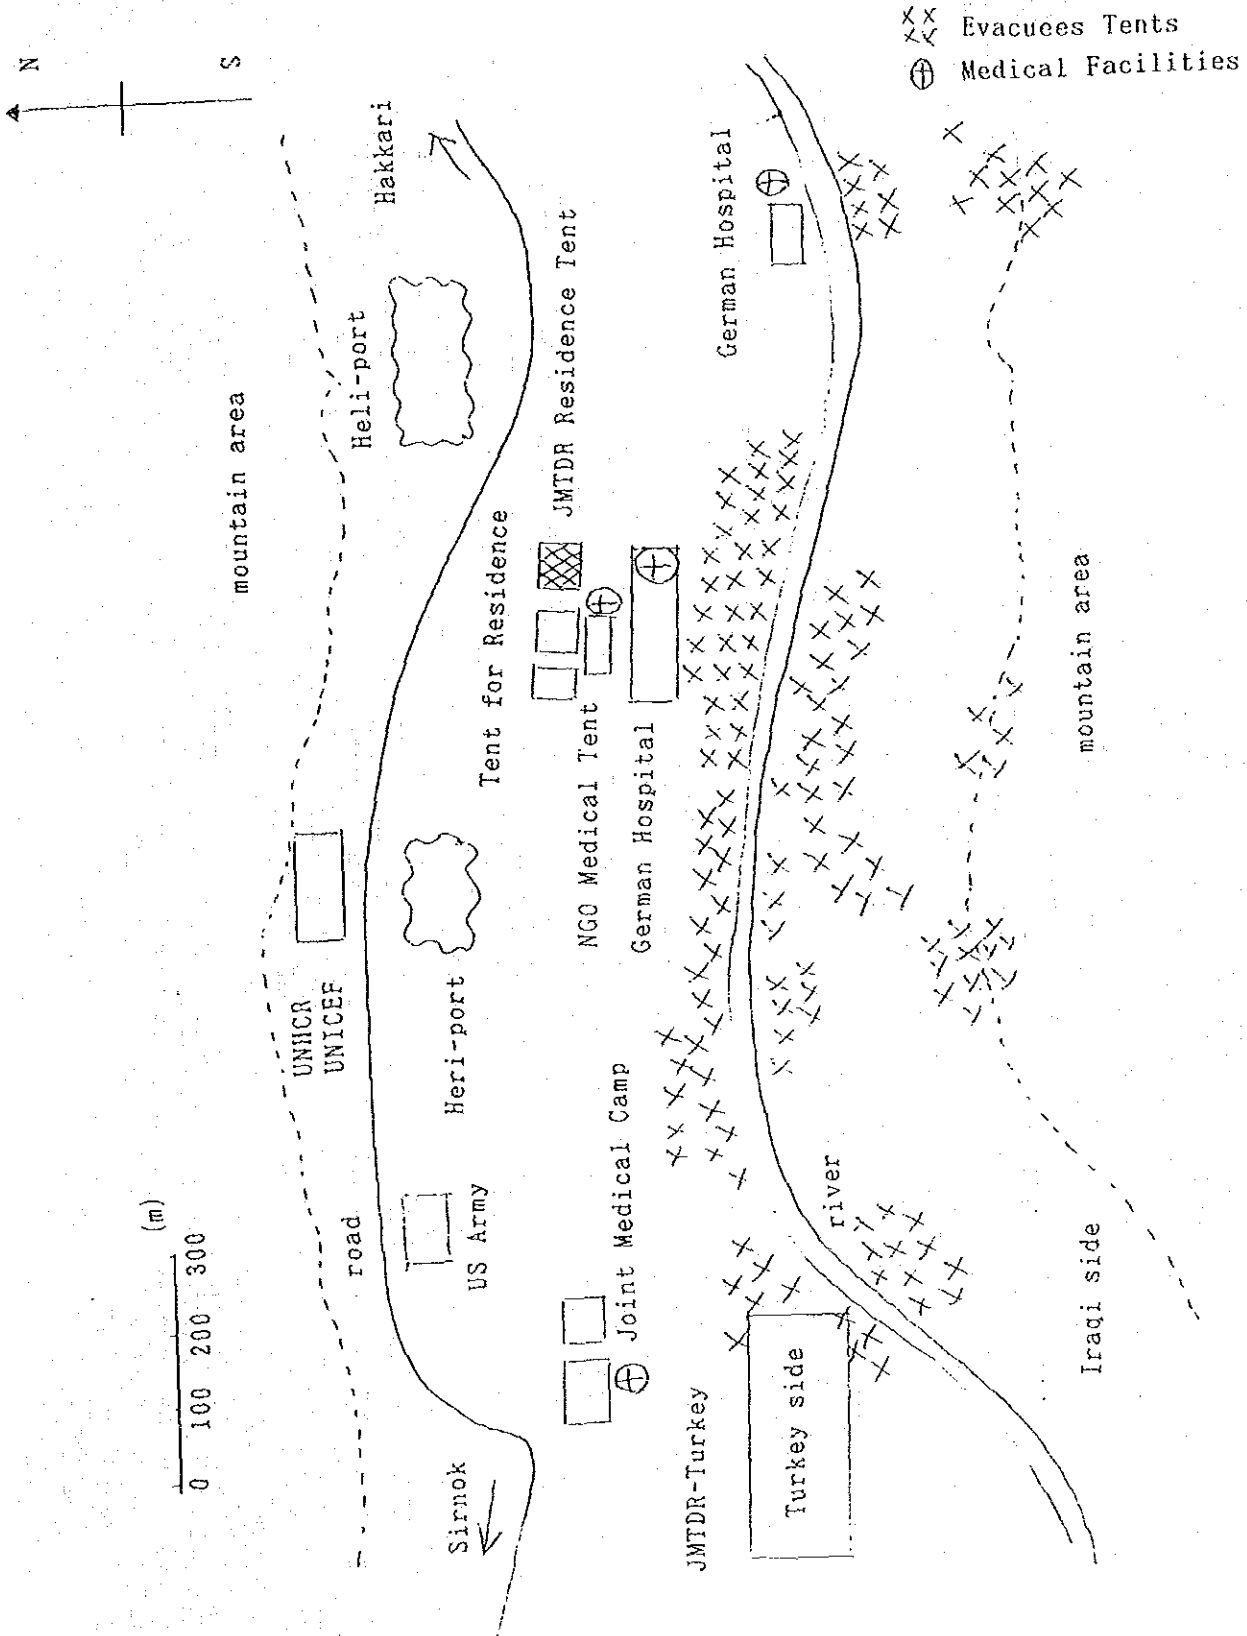 Evacuees Tents
Medical Facilities
N
S
Hakkari
mountain area
Heli-port
JMTDR Residence Tent
German Hospital
Tent for Residence
NGO Medical Tent
German Hospital
UNHCR
UNICEF
Heri-port
mountain area
(m)
0 100 200 300
road
US Army
Joint Medical Camp
river
Iraqi side
Sirnok
JMTDR-Turkey
Turkey side